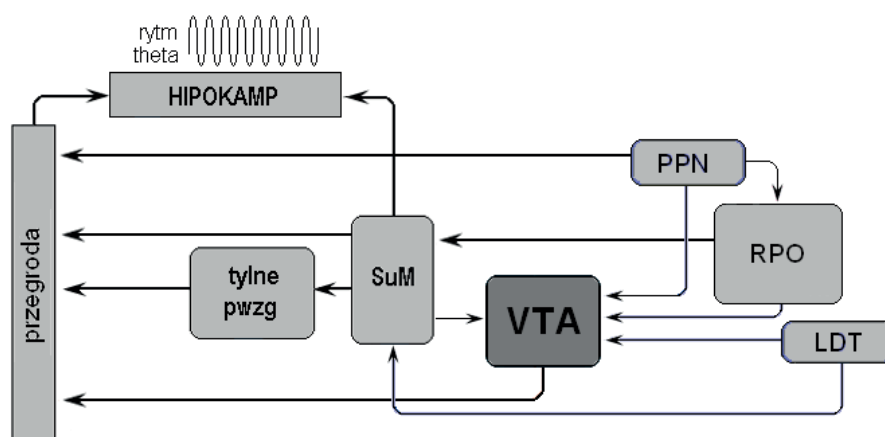 rytm
theta
HIPOKAMP
PPN
przegroda
RPO
tylne
pwzg
SuM
VTA
LDT